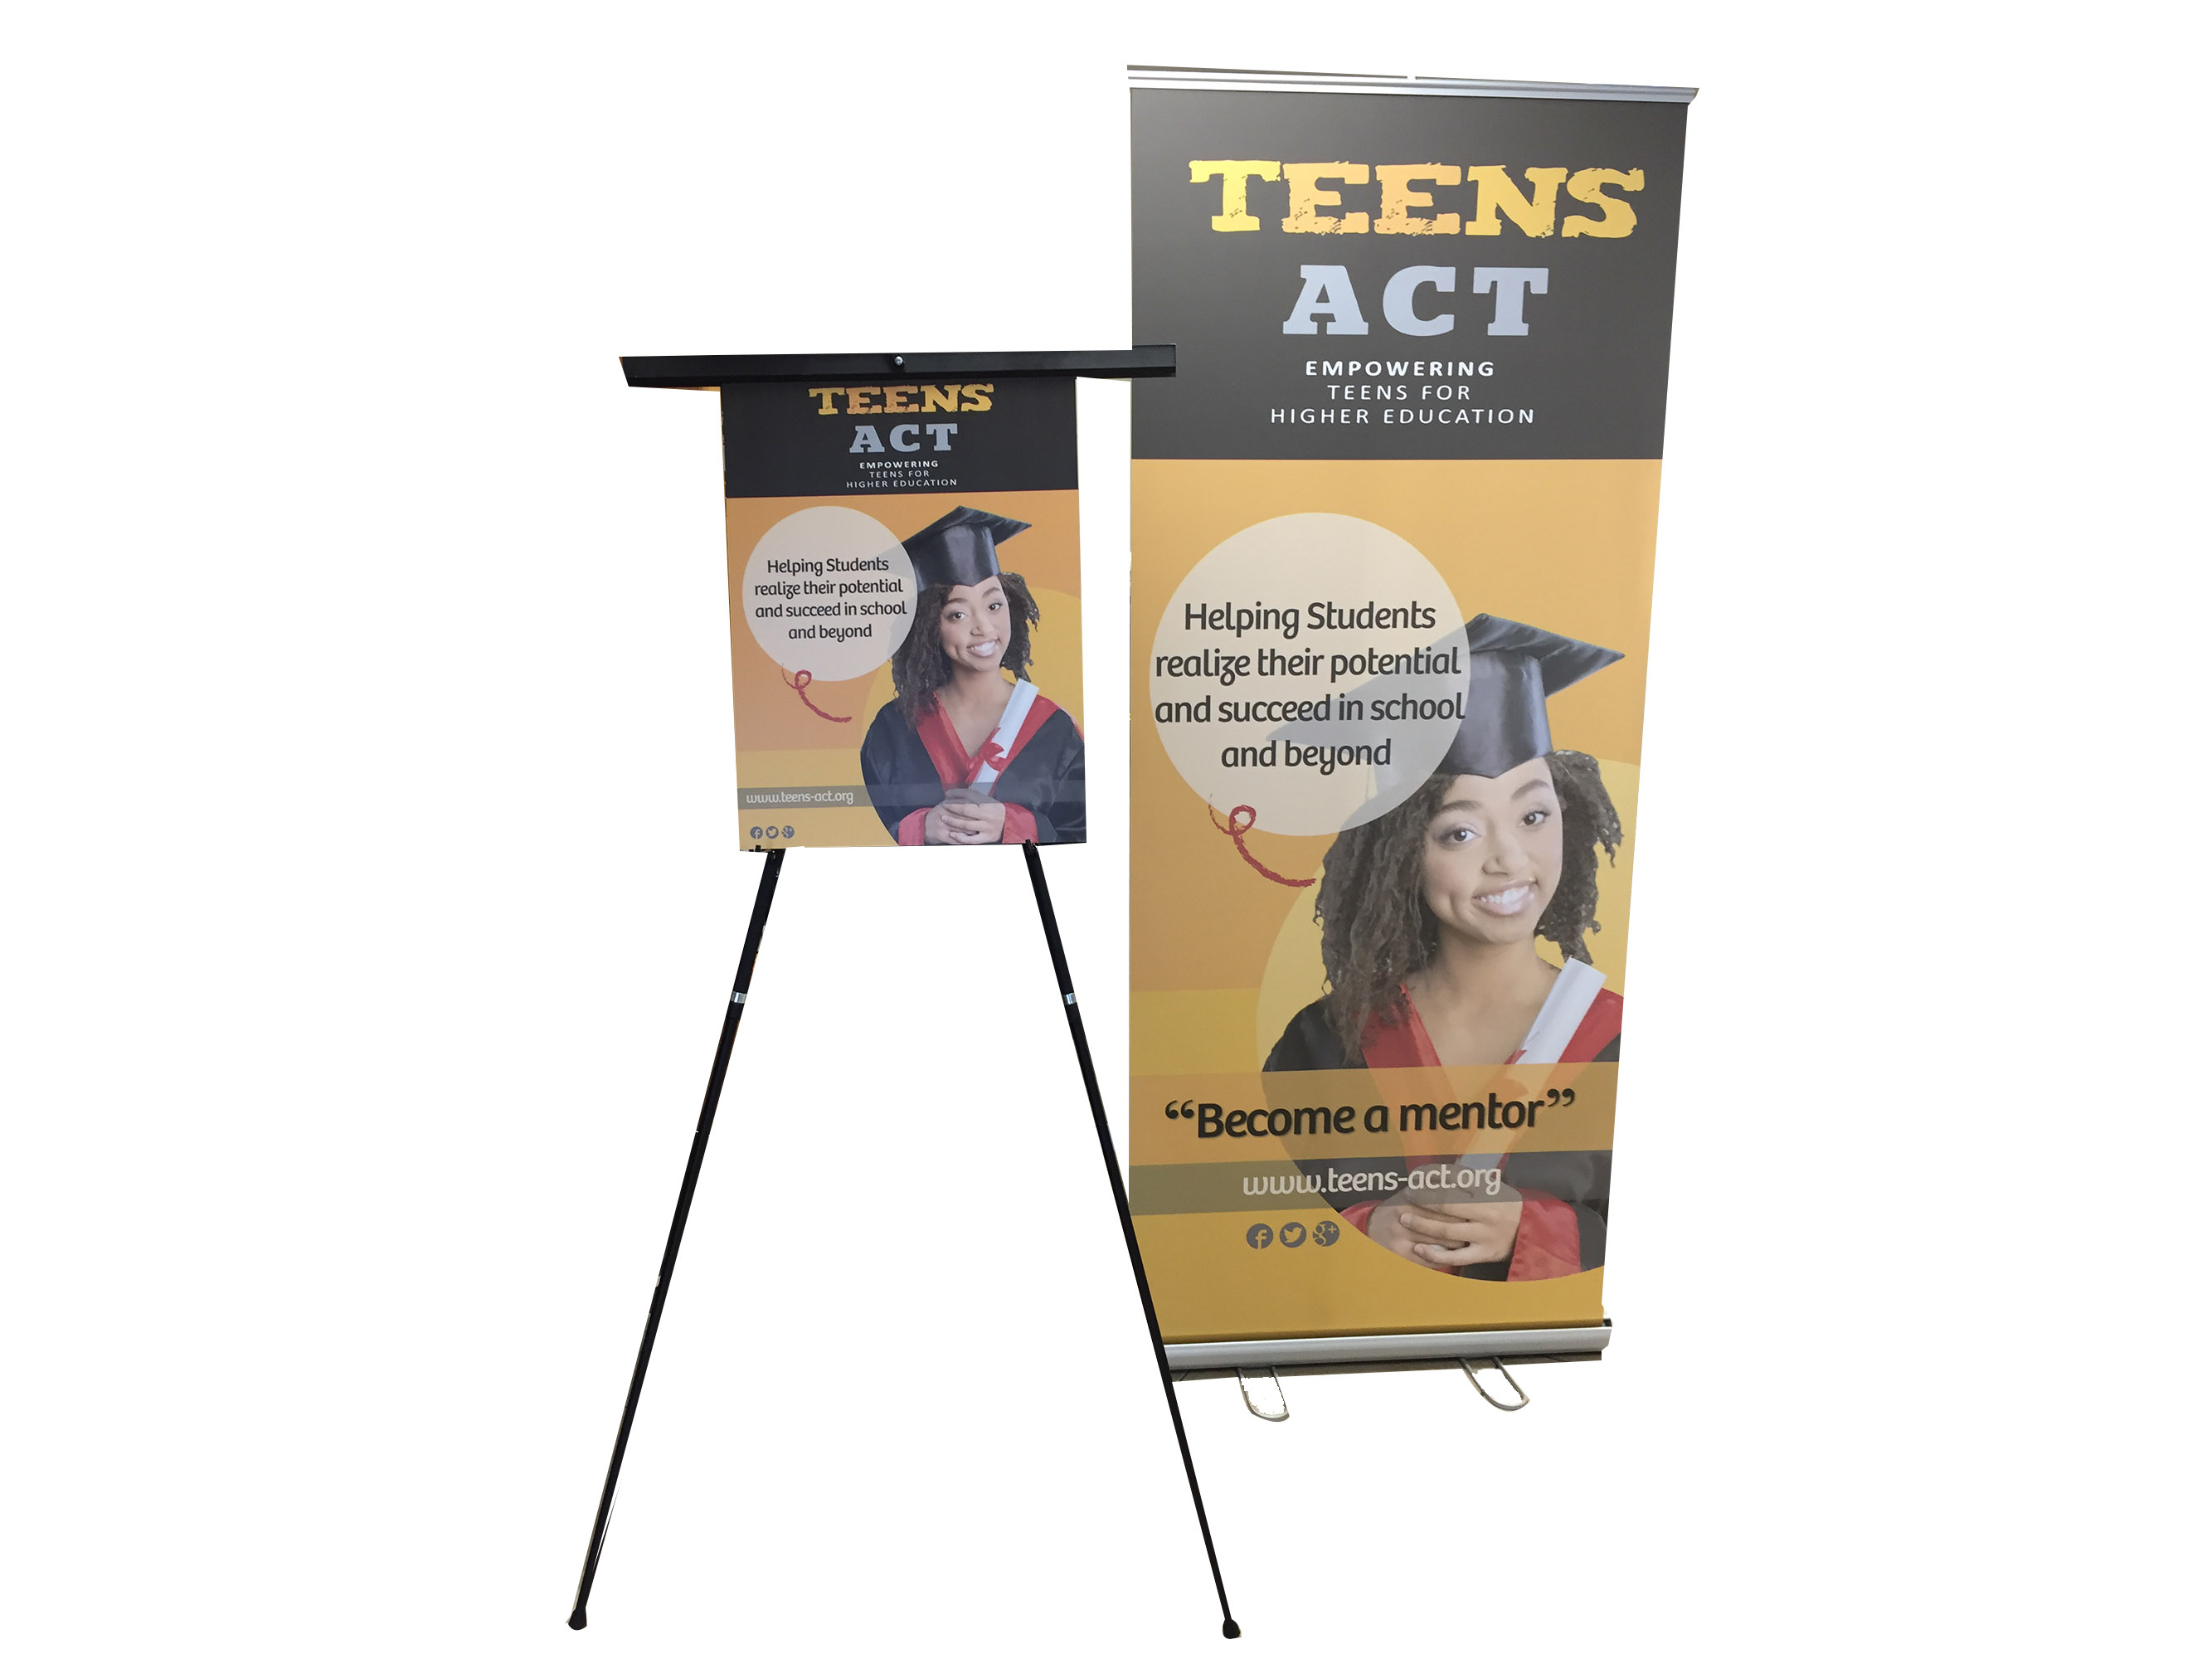 TEENS
ACT
EMPOWERING
TEENS FOR
HIGHER EDUCATION
Helping Students
realize their potential
and succeed in school
and beyond
www.teens-act.org
TEENS
ACT
EMPOWERING
TEENS FOR
HIGHER EDUCATION
Helping Students
realize their potential
and succeed in school
and beyond
“Become a mentor”
www.teens-act.org